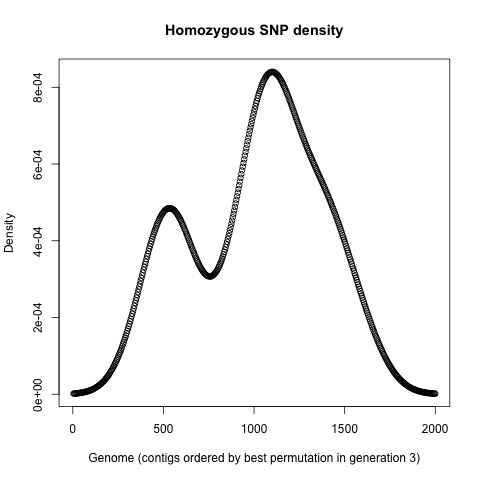 Homozygous SNP density
8e-04
6e-04
4e-04
2e-04
0e+00
Density
0 500 1000 1500 2000
Genome (contigs ordered by best permutation in generation 3)